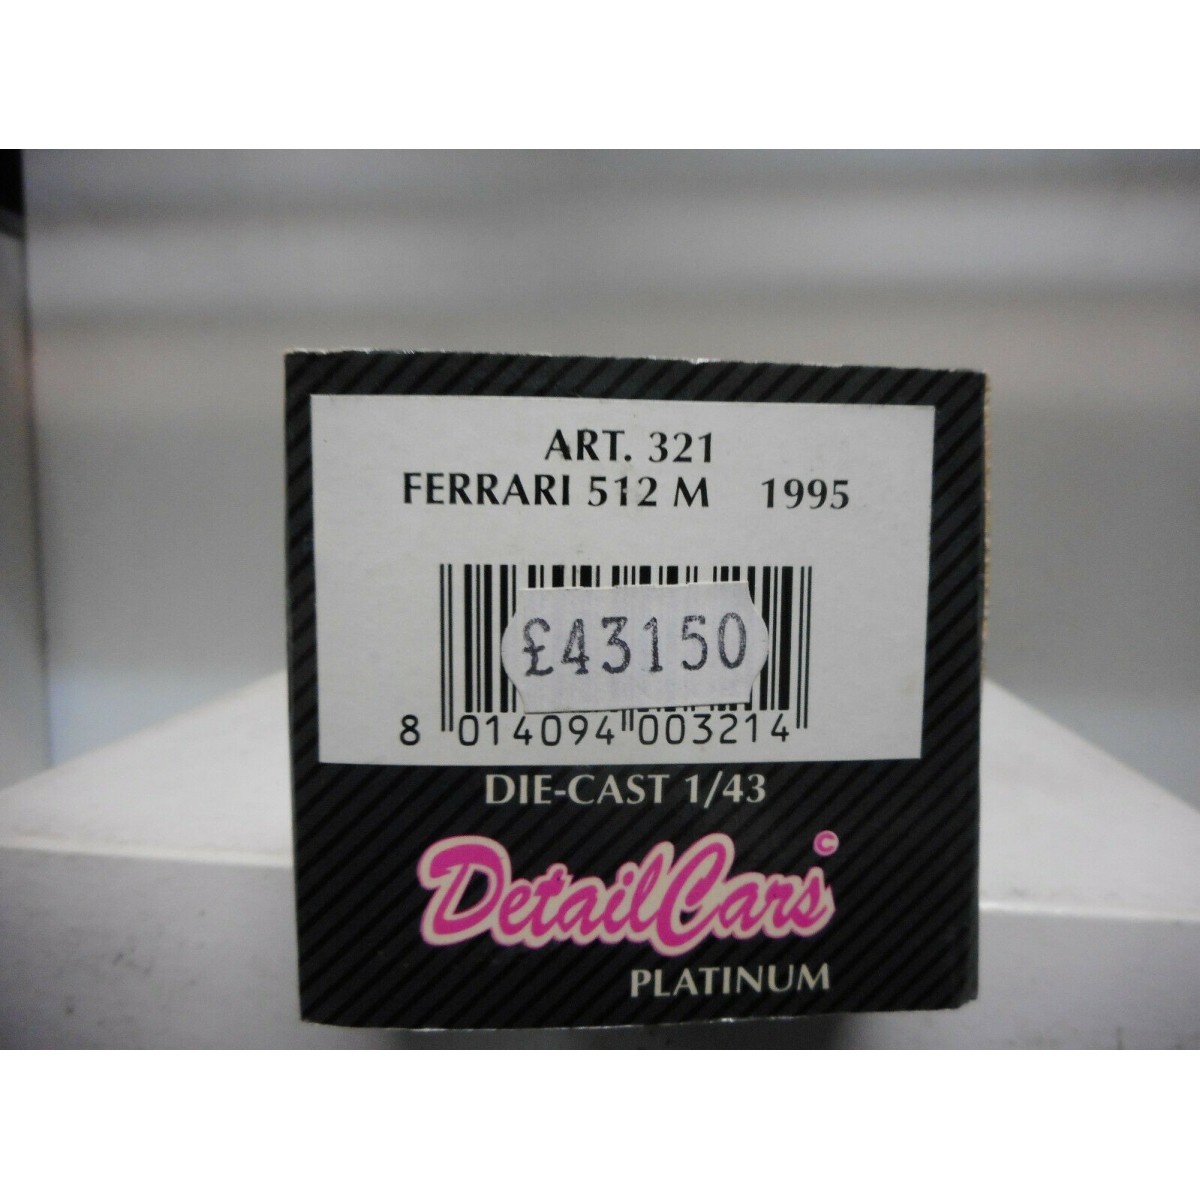 ART. 321
FERRARI 512 M 1995
£43150
8 014094 003214
DIE-CAST 1/43
DetailCars©
PLATINUM